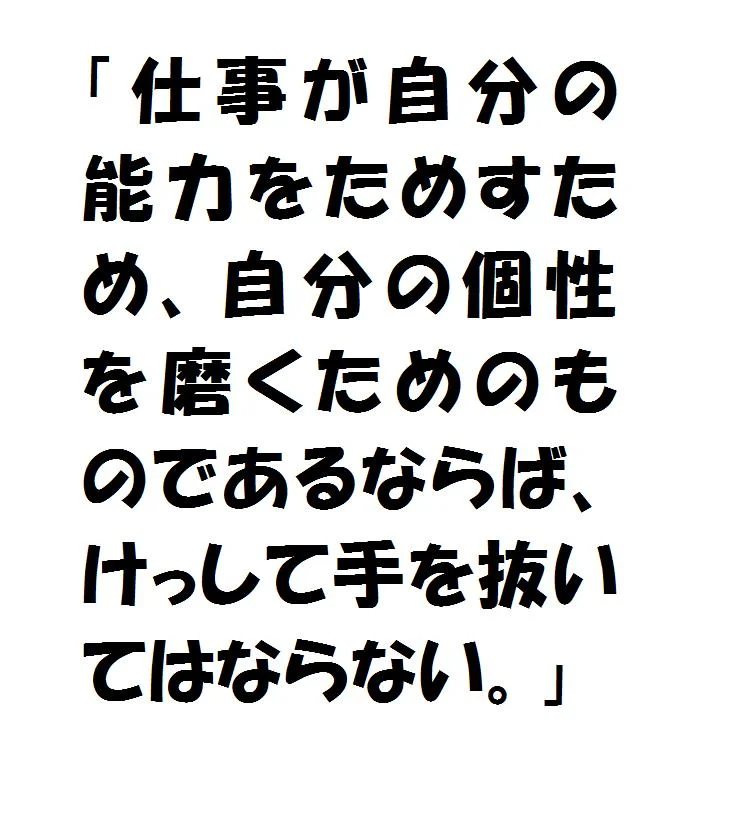 「仕事が自分の
能力をためすた
め、自分の個性
を磨くためのも
のであるならば、
けっして手を抜い
てはならない。」